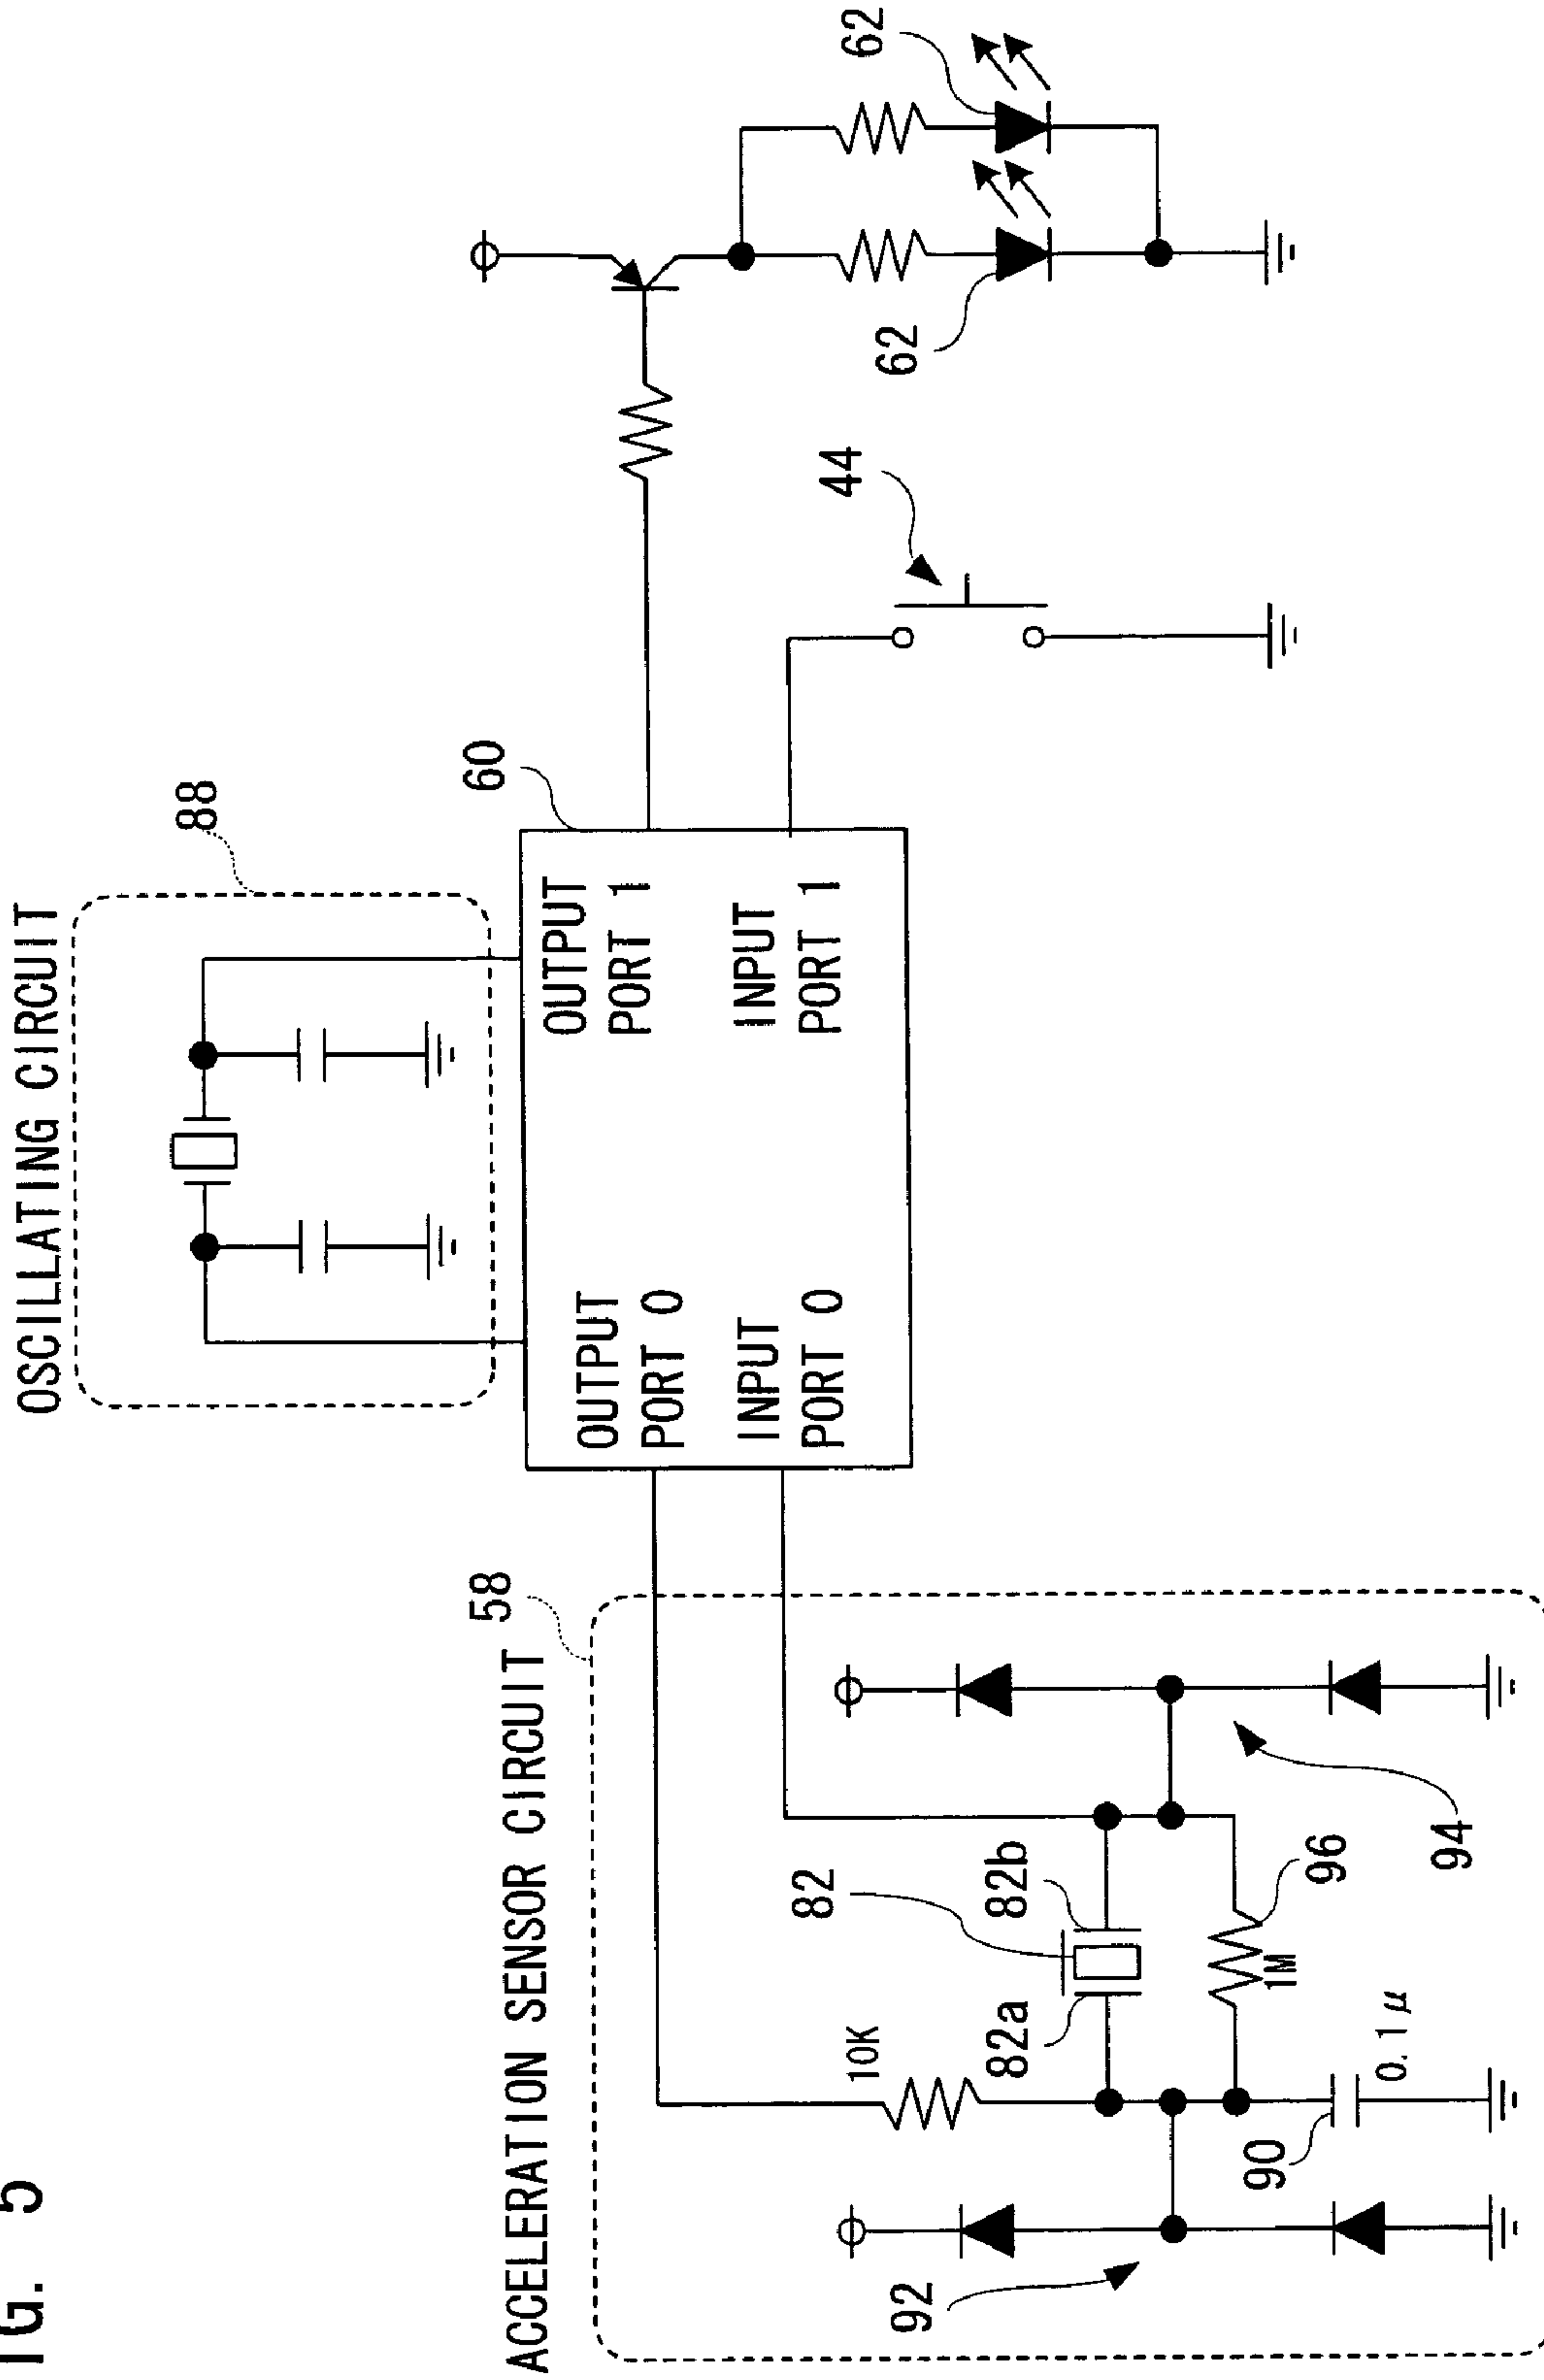 IG. 5
OSCILLATING CIRCUIT
88
ACCELERATION SENSOR CIRCUIT
58
60
OUTPUT
PORT 0
INPUT
PORT 0
OUTPUT
PORT 1
INPUT
PORT 1
62
62
44
92
10K
82
82a
82b
90
0.1μ
1M
96
94